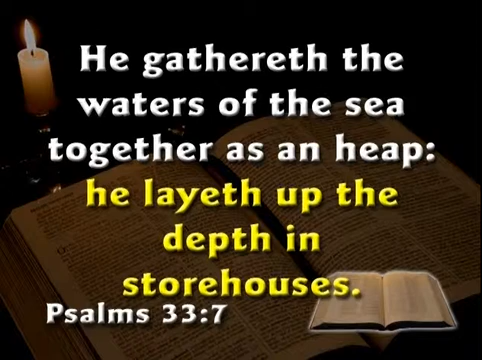 He gathereth the
waters of the sea
together as an heap:
he layeth up the
depth in
storehouses.
Psalms 33:7